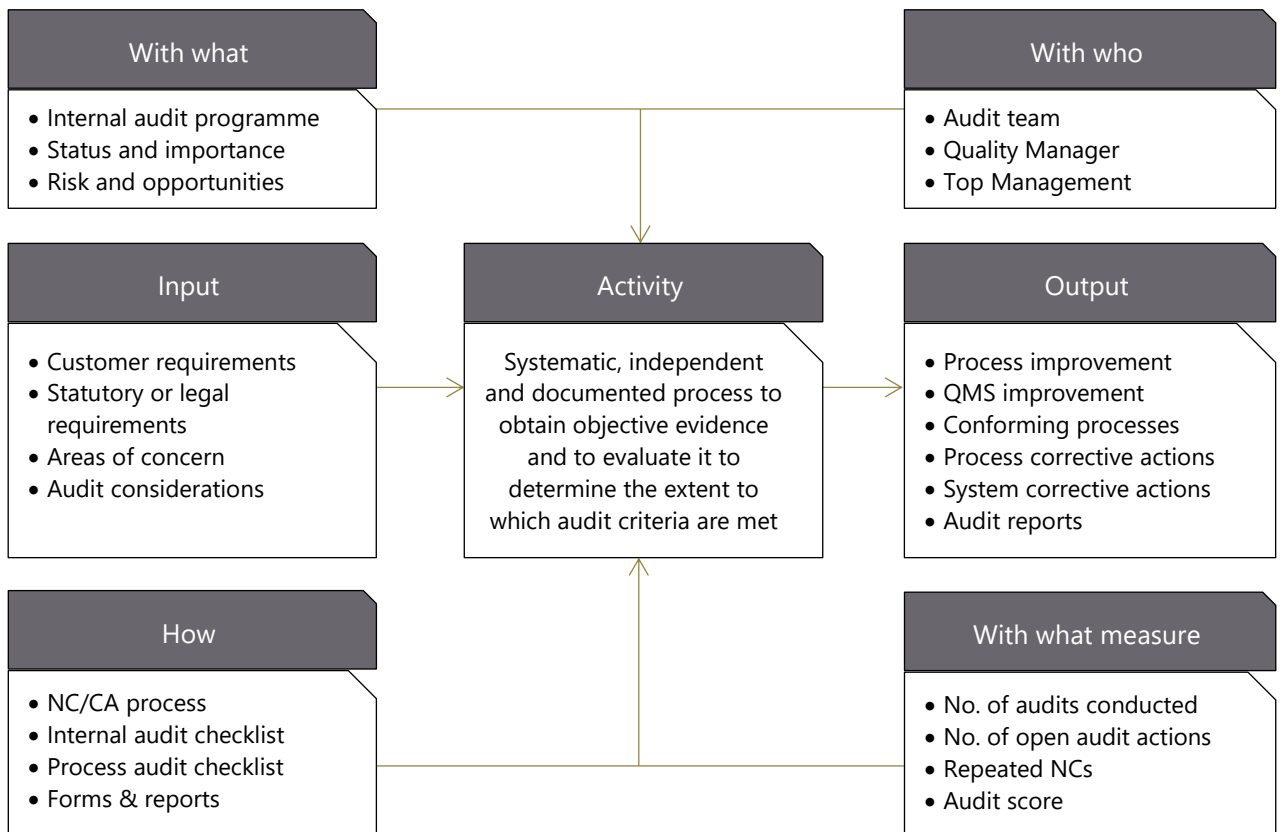 With what
• Internal audit programme
• Status and importance
• Risk and opportunities
With who
• Audit team
• Quality Manager
• Top Management
Input
• Customer requirements
• Statutory or legal
requirements
• Areas of concern
• Audit considerations
Activity
Systematic, independent
and documented process to
obtain objective evidence
and to evaluate it to
determine the extent to
which audit criteria are met
Output
• Process improvement
• QMS improvement
• Conforming processes
• Process corrective actions
• System corrective actions
• Audit reports
How
• NC/CA process
• Internal audit checklist
• Process audit checklist
• Forms & reports
With what measure
• No. of audits conducted
• No. of open audit actions
• Repeated NCs
• Audit score